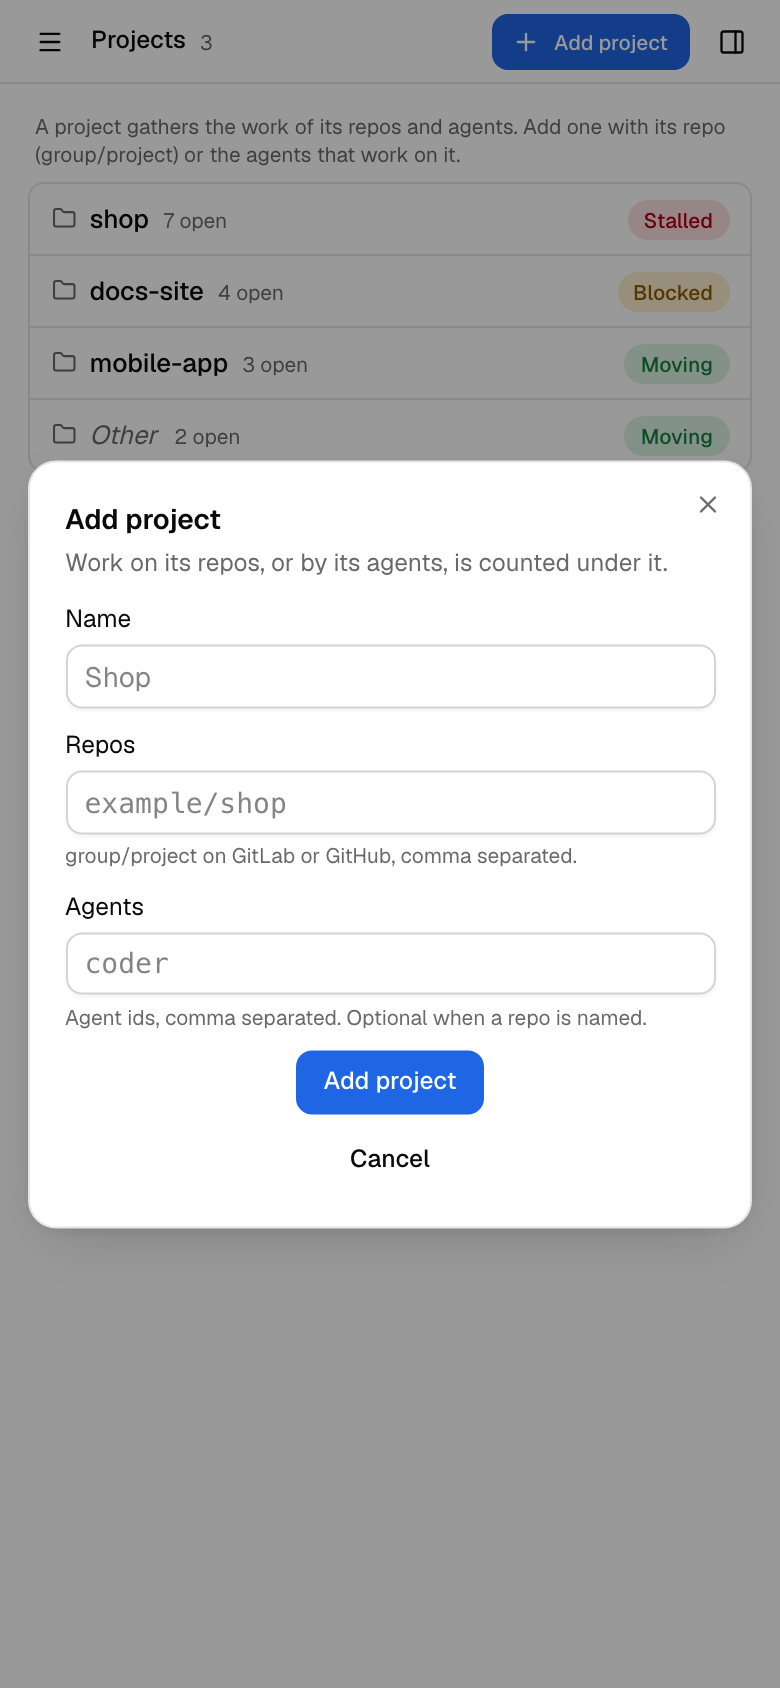 Projects 3
Add project
A project gathers the work of its repos and agents. Add one with its repo
(group/project) or the agents that work on it.
shop 7 open Stalled
docs-site 4 open Blocked
mobile-app 3 open Moving
Other 2 open Moving
Add project
Work on its repos, or by its agents, is counted under it.
Name
Shop
Repos
example/shop
group/project on GitLab or GitHub, comma separated.
Agents
coder
Agent ids, comma separated. Optional when a repo is named.
Add project
Cancel